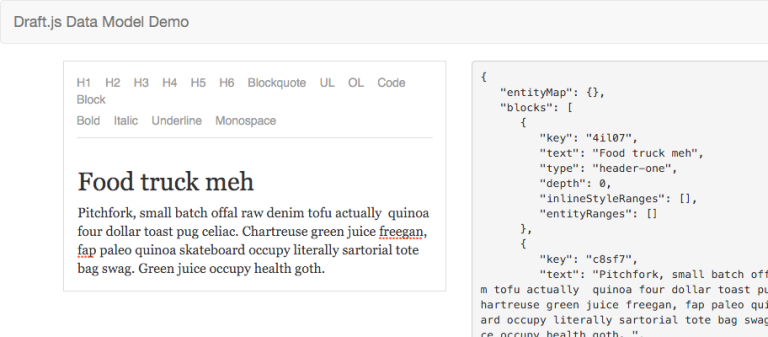 Draft.js Data Model Demo
H1 H2 H3 H4 H5 H6 Blockquote UL OL Code
Block
Bold Italic Underline Monospace
Food truck meh
Pitchfork, small batch offal raw denim tofu actually  quinoa
four dollar toast pug celiac. Chartreuse green juice freegan,
fap paleo quinoa skateboard occupy literally sartorial tote
bag swag. Green juice occupy health goth.
{
"entityMap": {},
"blocks": [
{
"key": "4il07",
"text": "Food truck meh",
"type": "header-one",
"depth": 0,
"inlineStyleRanges": [],
"entityRanges": []
},
{
"key": "c8sf7",
"text": "Pitchfork, small batch off
m tofu actually  quinoa four dollar toast pu
hartreuse green juice freegan, fap paleo qui
ard occupy literally sartorial tote bag swag
ce occupy health goth. ",